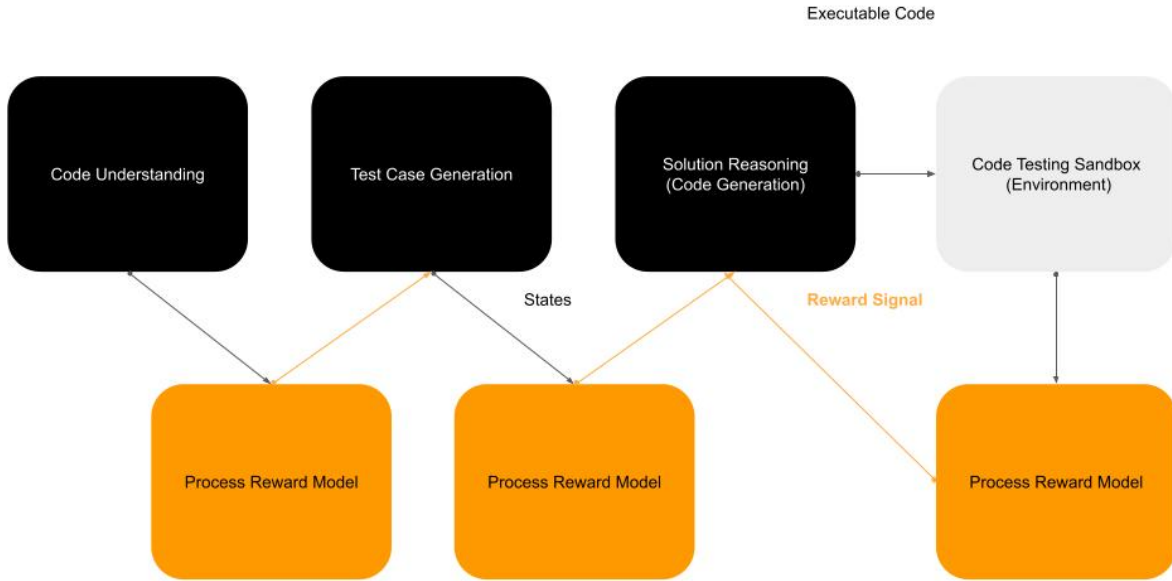 Executable Code
Code Understanding
Test Case Generation
Solution Reasoning
(Code Generation)
Code Testing Sandbox
(Environment)
States
Reward Signal
Process Reward Model
Process Reward Model
Process Reward Model